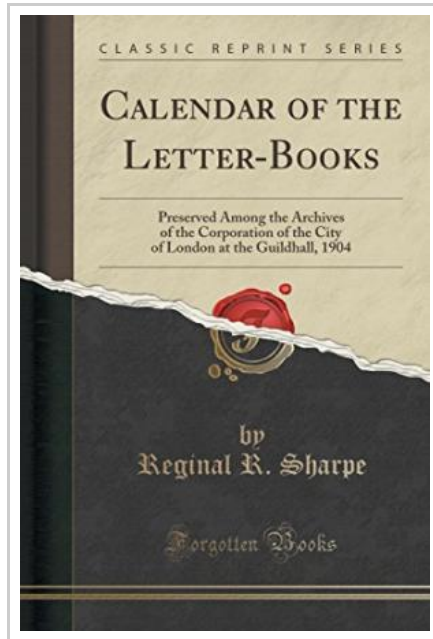 CLASSIC REPRINT SERIES
CALENDAR OF THE
LETTER-BOOKS
Preserved Among the Archives
of the Corporation of the City
of London at the Guildhall, 1904
by
Reginal R. Sharpe
Forgotten Books